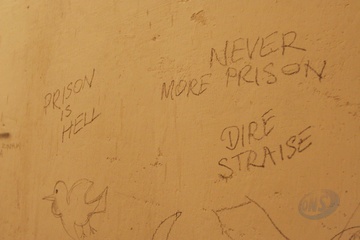 PRISON
IS
HELL
NEVER
MORE PRISON
DIRE
STRAISE